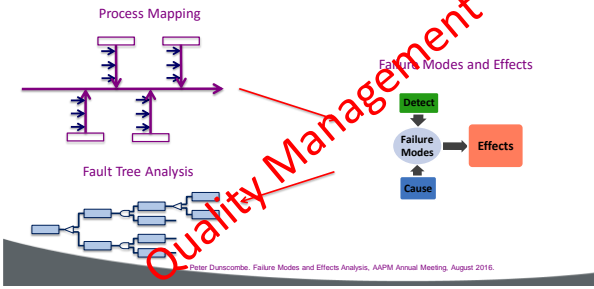 Process Mapping
Failure Modes and Effects
Detect
Failure
Modes
Effects
Cause
Fault Tree Analysis
Quality Management
Peter Dunscombe. Failure Modes and Effects Analysis, AAPM Annual Meeting, August 2016.